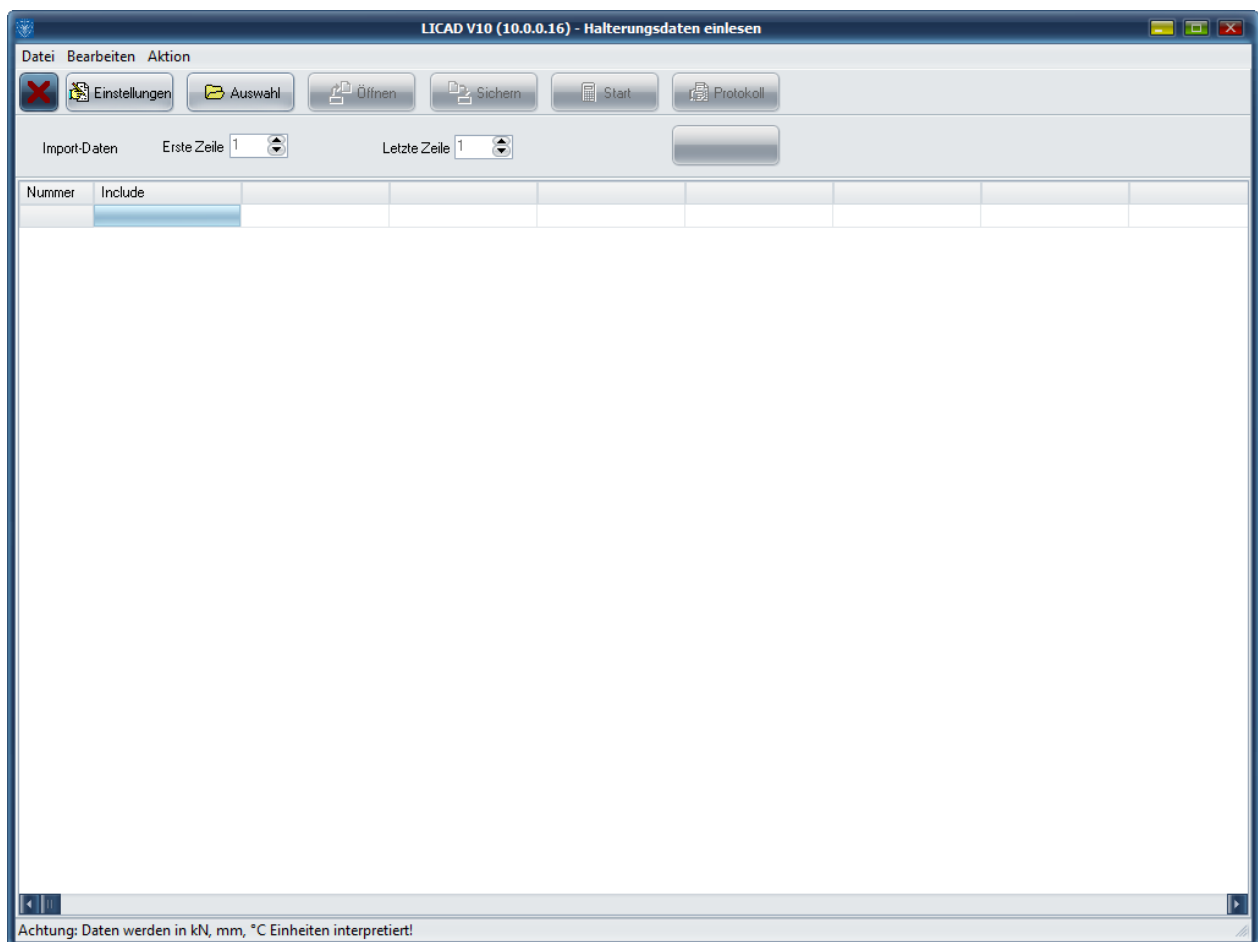 LICAD V10 (10.0.0.16) - Halterungsdaten einlesen
Datei Bearbeiten Aktion
Einstellungen Auswahl Öffnen Sichern Start Protokoll
Import-Daten Erste Zeile 1 Letzte Zeile 1
Nummer Include
Achtung: Daten werden in kN, mm, °C Einheiten interpretiert!